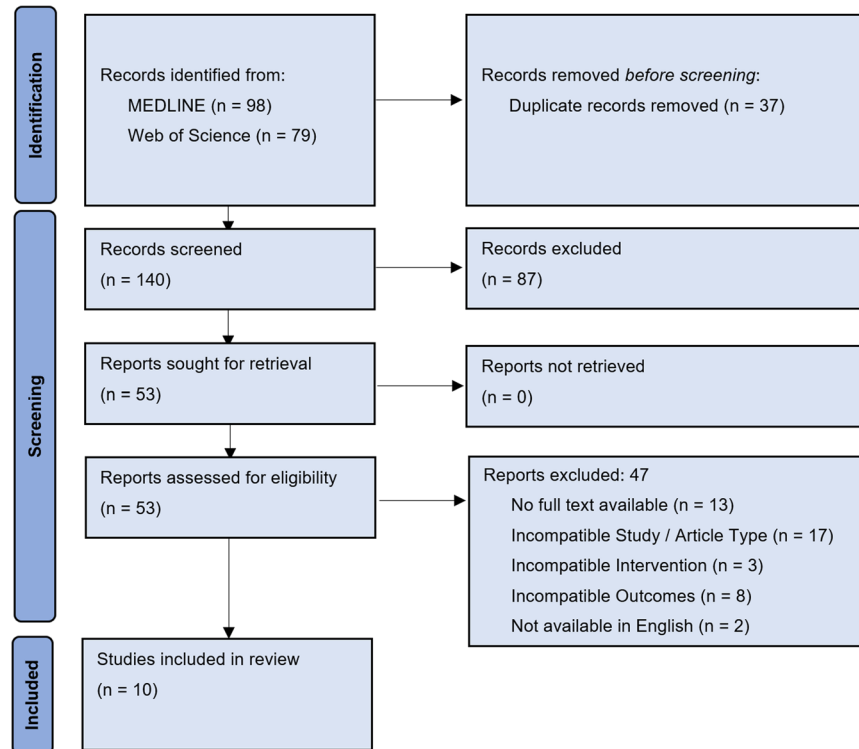 Identification
Records identified from:
MEDLINE (n = 98)
Web of Science (n = 79)
Records removed before screening:
Duplicate records removed (n = 37)
Screening
Records screened
(n = 140)
Records excluded
(n = 87)
Reports sought for retrieval
(n = 53)
Reports not retrieved
(n = 0)
Reports assessed for eligibility
(n = 53)
Reports excluded: 47
No full text available (n = 13)
Incompatible Study / Article Type (n = 17)
Incompatible Intervention (n = 3)
Incompatible Outcomes (n = 8)
Not available in English (n = 2)
Included
Studies included in review
(n = 10)